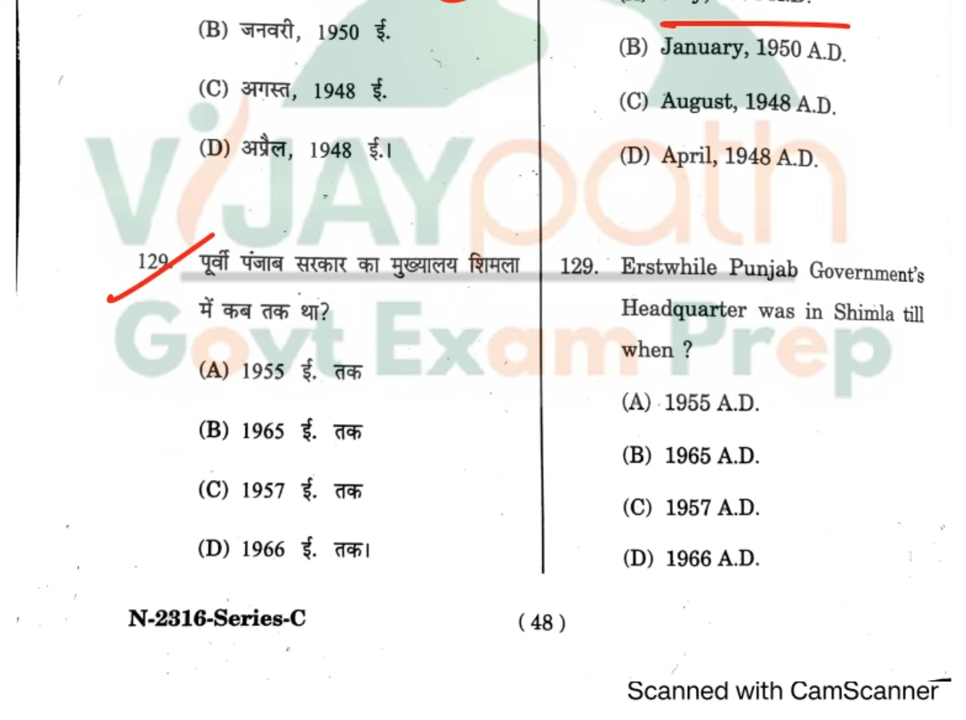 (B) जनवरी, 1950 ई.
(C) अगस्त, 1948 ई.
(D) अप्रैल, 1948 ई.।
129. पूर्वी पंजाब सरकार का मुख्यालय शिमला
में कब तक था?
(A) 1955 ई. तक
(B) 1965 ई. तक
(C) 1957 ई. तक
(D) 1966 ई. तक।
(B) January, 1950 A.D.
(C) August, 1948 A.D.
(D) April, 1948 A.D.
129. Erstwhile Punjab Government's
Headquarter was in Shimla till
when ?
(A) 1955 A.D.
(B) 1965 A.D.
(C) 1957 A.D.
(D) 1966 A.D.
N-2316-Series-C
( 48 )
ViJAYpath
Govt Exam Prep
Scanned with CamScanner